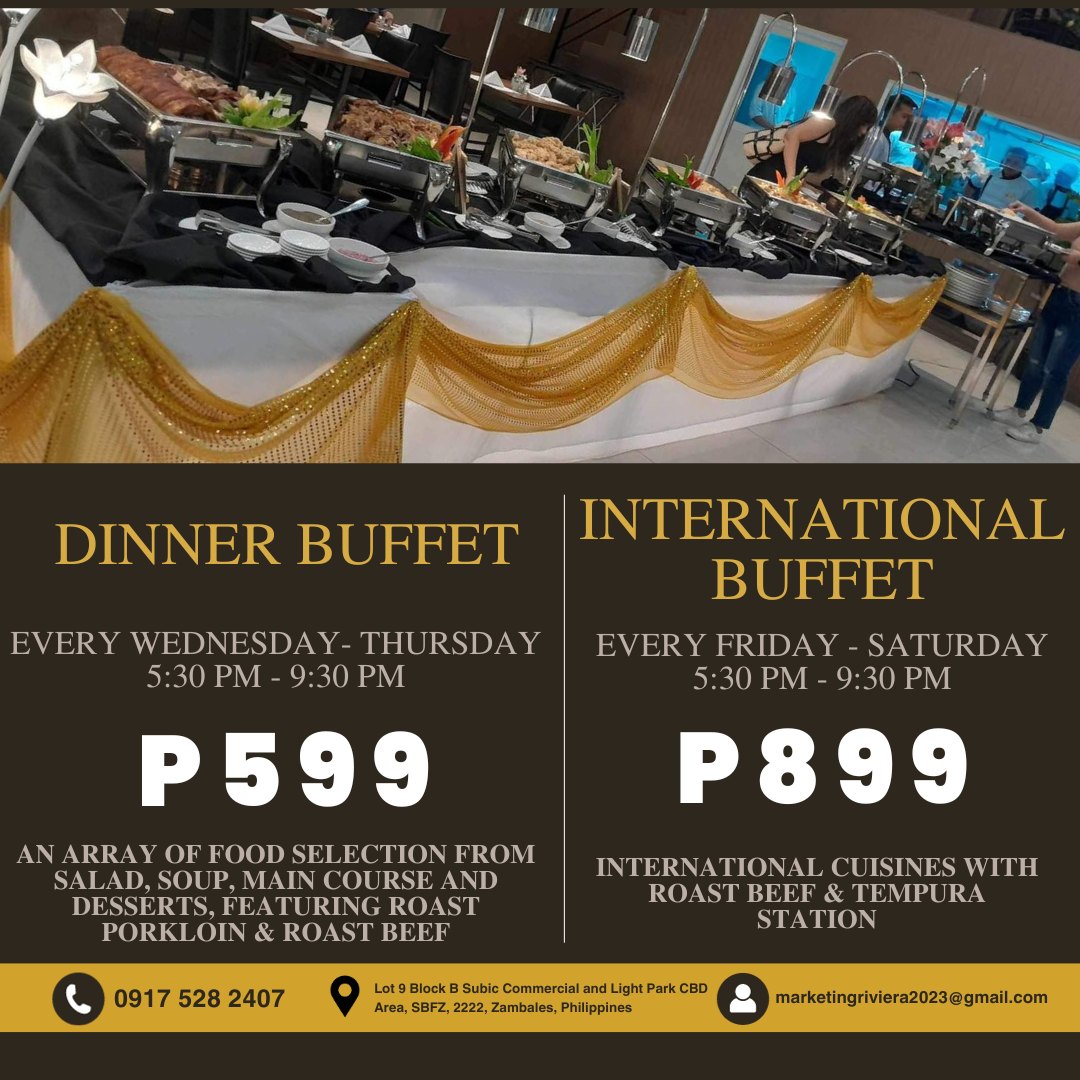 DINNER BUFFET
EVERY WEDNESDAY- THURSDAY
5:30 PM - 9:30 PM
P599
AN ARRAY OF FOOD SELECTION FROM
SALAD, SOUP, MAIN COURSE AND
DESSERTS, FEATURING ROAST
PORKLOIN & ROAST BEEF
INTERNATIONAL
BUFFET
EVERY FRIDAY - SATURDAY
5:30 PM - 9:30 PM
P899
INTERNATIONAL CUISINES WITH
ROAST BEEF & TEMPURA
STATION
0917 528 2407
Lot 9 Block B Subic Commercial and Light Park CBD
Area, SBFZ, 2222, Zambales, Philippines
marketingriviera2023@gmail.com